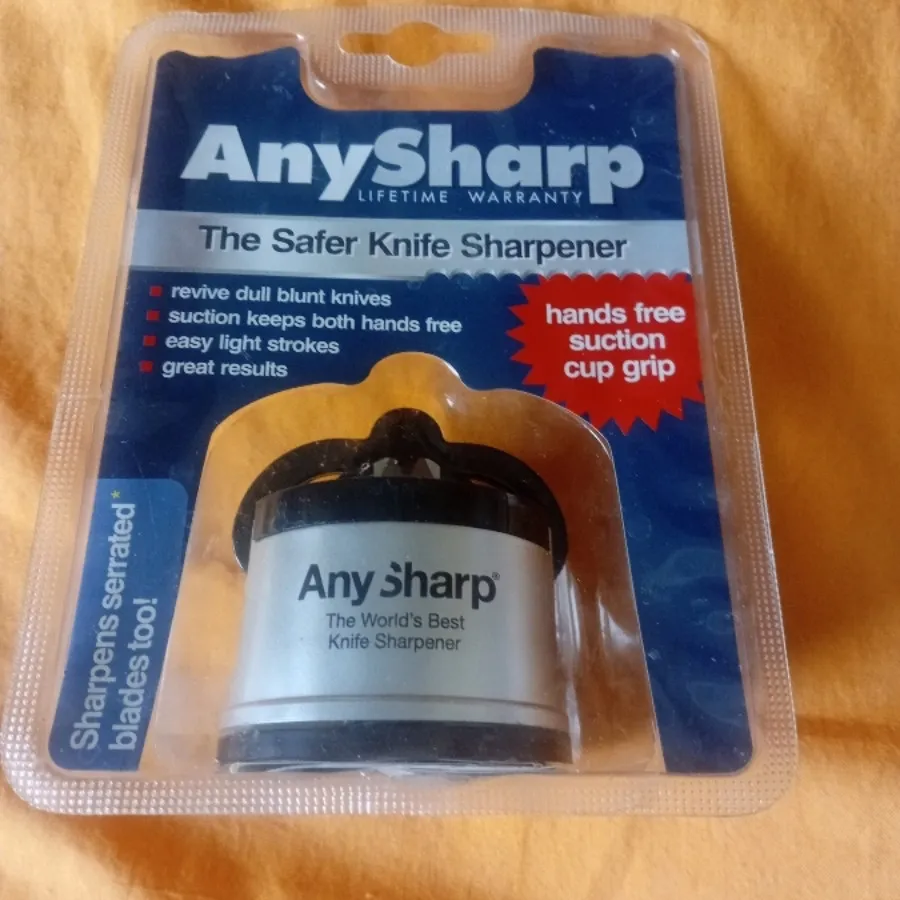 AnySharp
LIFETIME WARRANTY
The Safer Knife Sharpener
revive dull blunt knives
suction keeps both hands free
easy light strokes
great results
hands free
suction
cup grip
Sharpens serrated*
blades too!
AnySharp®
The World's Best
Knife Sharpener